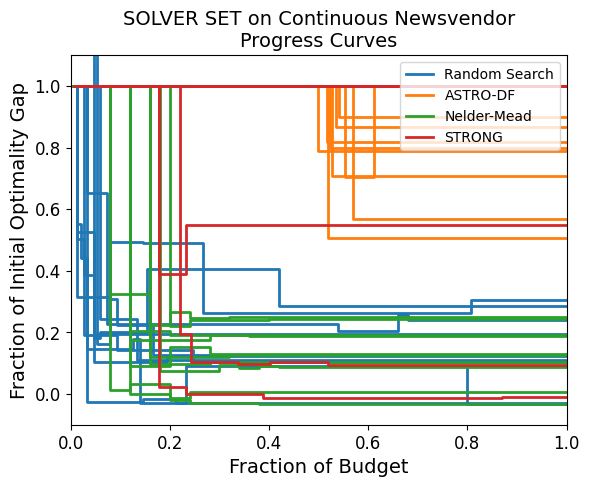 SOLVER SET on Continuous Newsvendor
Progress Curves
Fraction of Initial Optimality Gap
1.0
0.8
0.6
0.4
0.2
0.0
Random Search
ASTRO-DF
Nelder-Mead
STRONG
0.0 0.2 0.4 0.6 0.8 1.0
Fraction of Budget